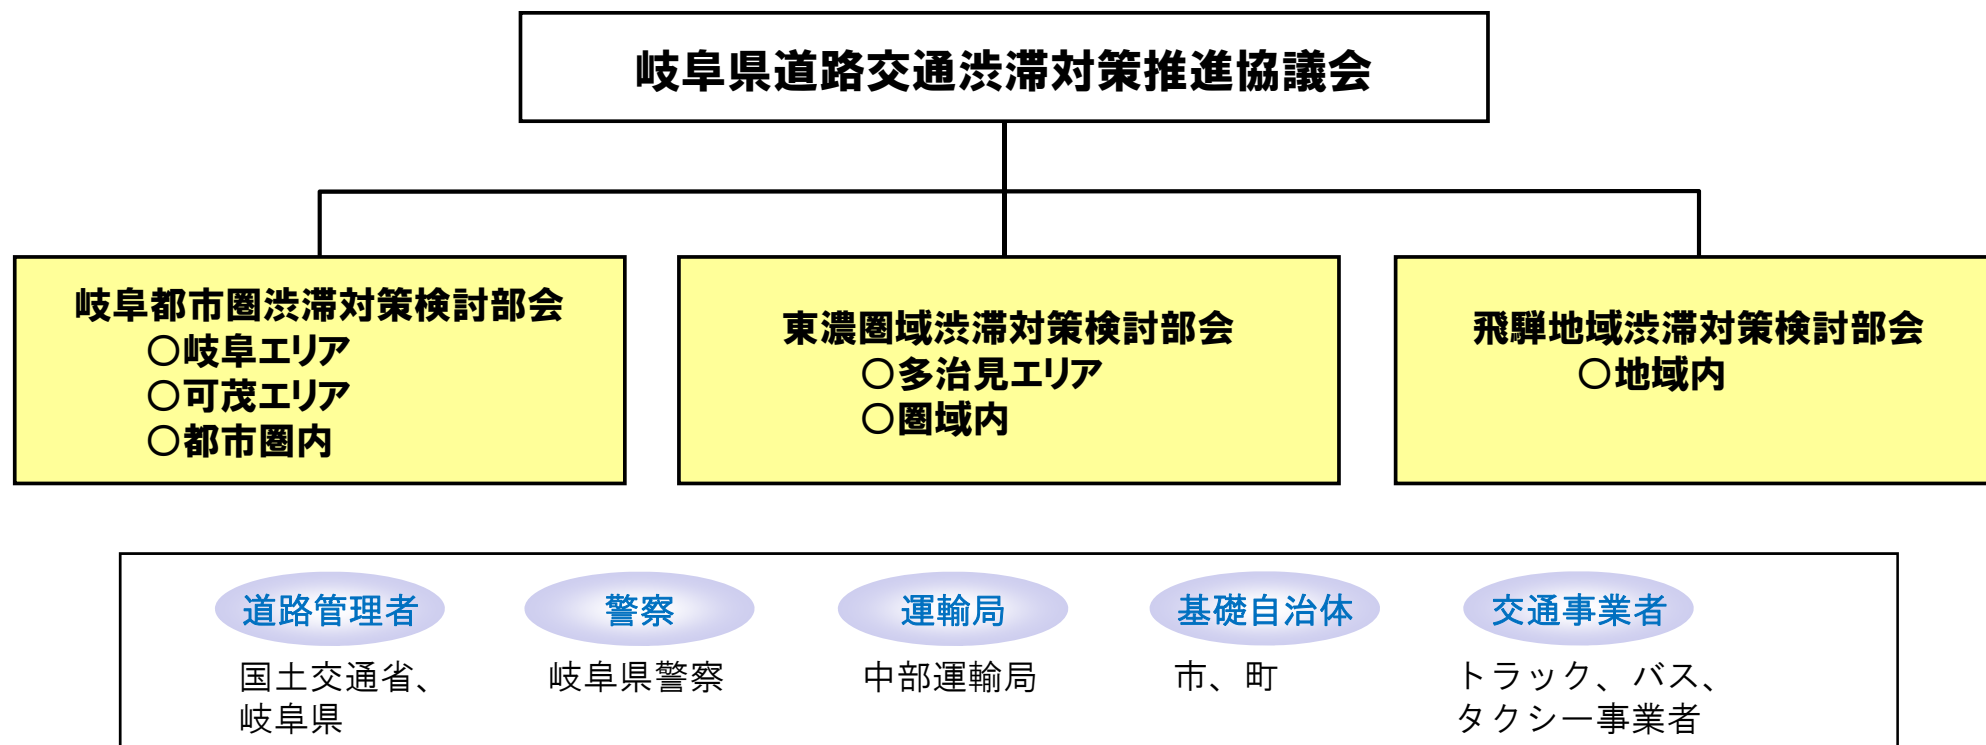 岐阜県道路交通渋滞対策推進協議会
岐阜都市圏渋滞対策検討部会
○岐阜エリア
○可茂エリア
○都市圏内
東濃圏域渋滞対策検討部会
○多治見エリア
○圏域内
飛騨地域渋滞対策検討部会
○地域内
道路管理者
国土交通省、
岐阜県
警察
岐阜県警察
運輸局
中部運輸局
基礎自治体
市、町
交通事業者
トラック、バス、
タクシー事業者